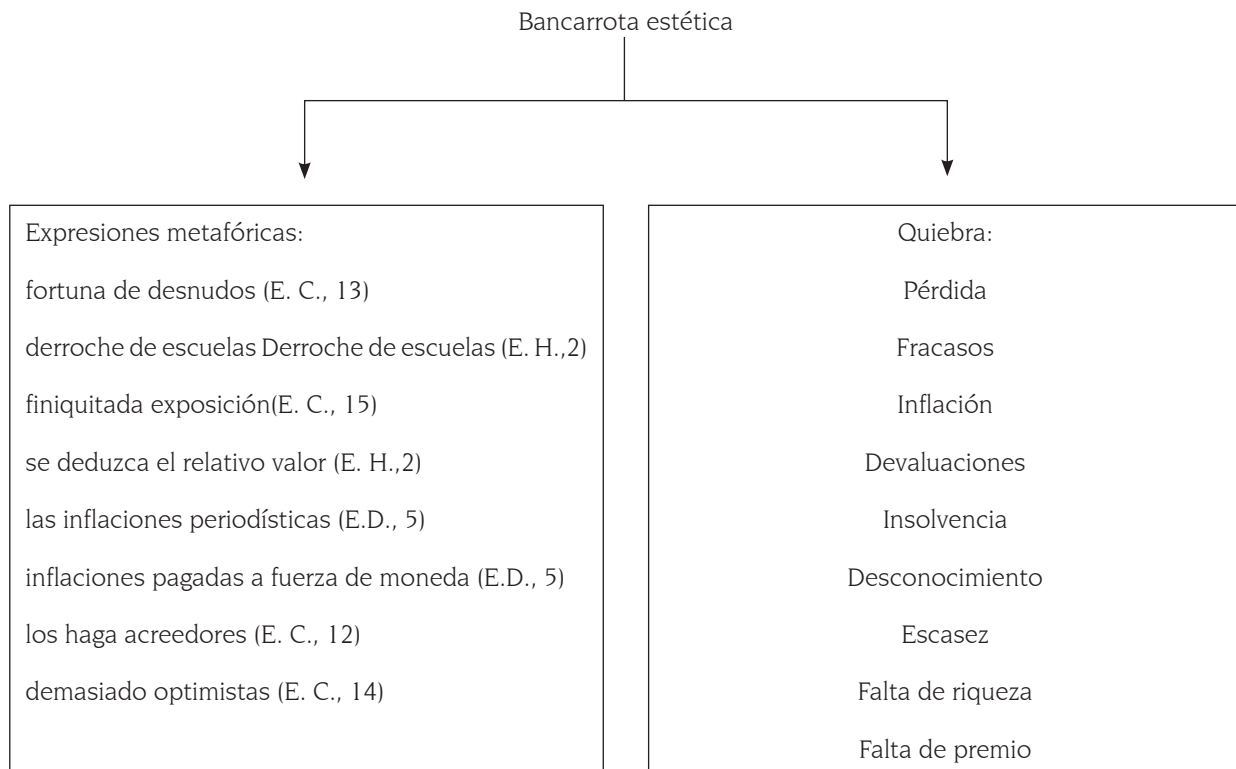 Bancarrota estética
Expresiones metafóricas:
fortuna de desnudos (E. C., 13)
derroche de escuelas Derroche de escuelas (E. H.,2)
finiquitada exposición(E. C., 15)
se deduzca el relativo valor (E. H.,2)
las inflaciones periodísticas (E.D., 5)
inflaciones pagadas a fuerza de moneda (E.D., 5)
los haga acreedores (E. C., 12)
demasiado optimistas (E. C., 14)
Quiebra:
Pérdida
Fracasos
Inflación
Devaluaciones
Insolvencia
Desconocimiento
Escasez
Falta de riqueza
Falta de premio